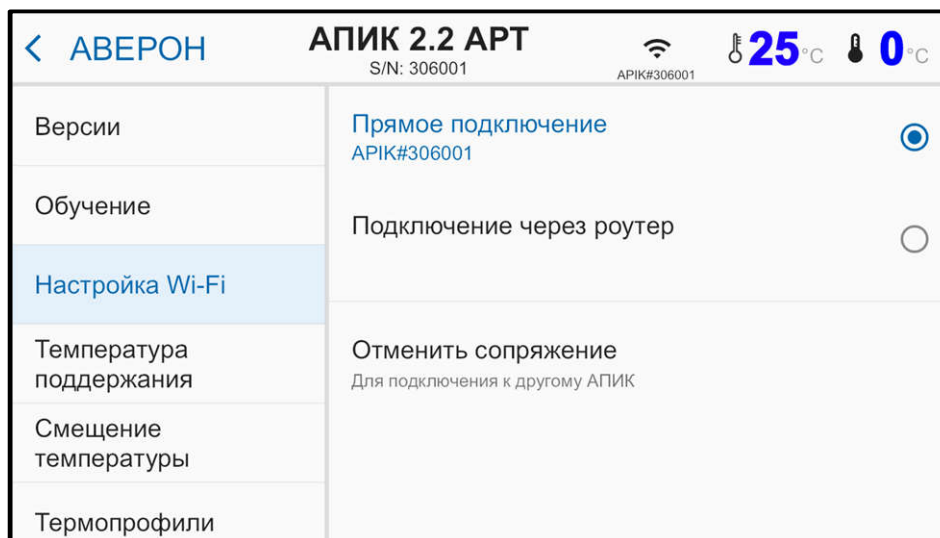 АВЕРОН
АПИК 2.2 АРТ
S/N: 306001
APIK#306001
25°C
0°C
Версии
Обучение
Настройка Wi-Fi
Температура
поддержания
Смещение
температуры
Термопрофили
Прямое подключение
APIK#306001
Подключение через роутер
Отменить сопряжение
Для подключения к другому АПИК